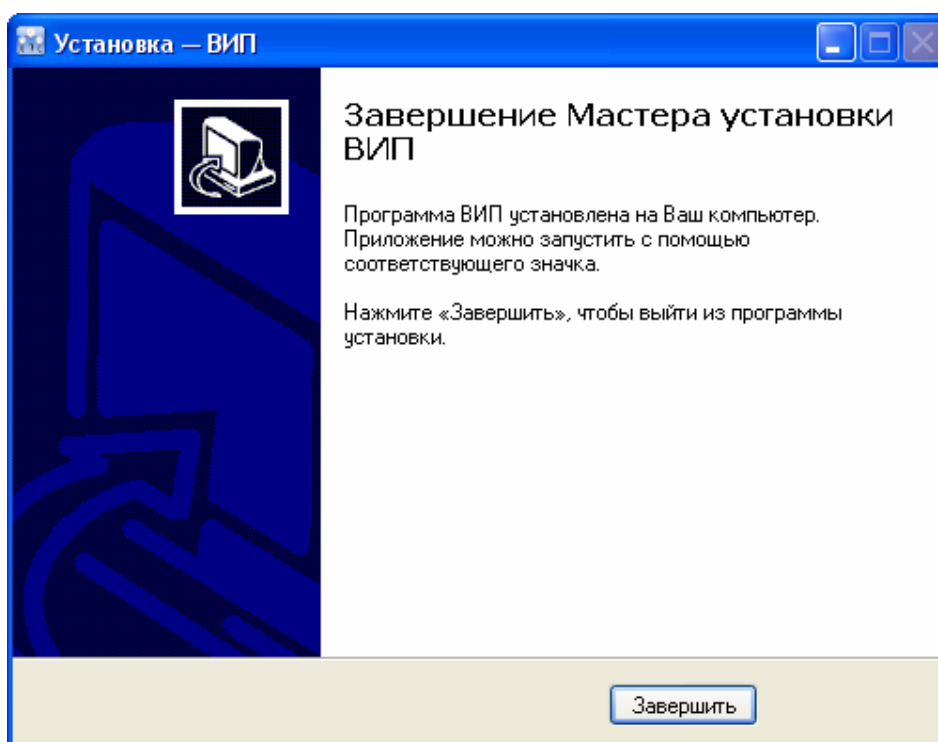 Установка — ВИП
Завершение Мастера установки
ВИП
Программа ВИП установлена на Ваш компьютер.
Приложение можно запустить с помощью
соответствующего значка.
Нажмите «Завершить», чтобы выйти из программы
установки.
Завершить